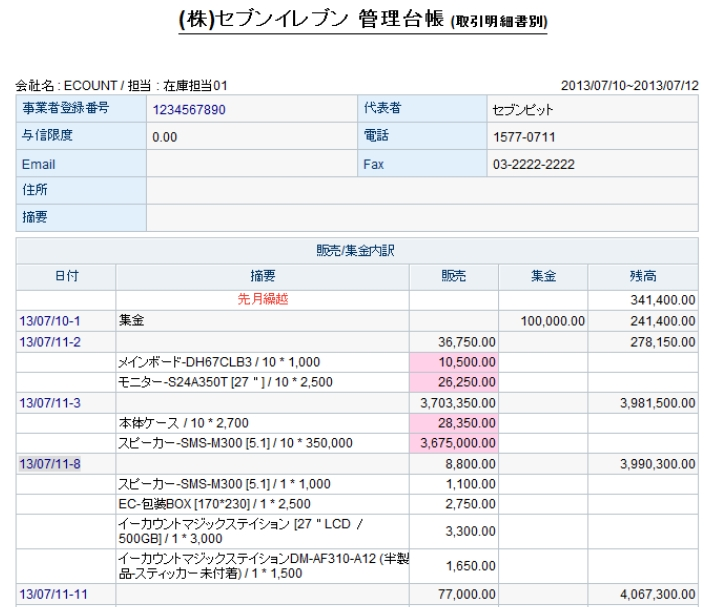 (株)セブンイレブン 管理台帳 (取引明細書別)
会社名 : ECOUNT / 担当 : 在庫担当01 2013/07/10~2013/07/12
事業者登録番号 1234567890 代表者 セブンビット
与信限度 0.00 電話 1577-0711
Email Fax 03-2222-2222
住所
摘要
販売/集金内訳
日付 摘要 販売 集金 残高
先月繰越 341,400.00
13/07/10-1 集金 100,000.00 241,400.00
13/07/11-2 36,750.00 278,150.00
メインボード-DH67CLB3 / 10 * 1,000 10,500.00
モニター-S24A350T [27 " ] / 10 * 2,500 26,250.00
13/07/11-3 3,703,350.00 3,981,500.00
本体ケース / 10 * 2,700 28,350.00
スピーカー-SMS-M300 [5.1] / 10 * 350,000 3,675,000.00
13/07/11-8 8,800.00 3,990,300.00
スピーカー-SMS-M300 [5.1] / 1 * 1,000 1,100.00
EC-包装BOX [170*230] / 1 * 2,500 2,750.00
イーカウントマジックステイション [27 " LCD /
500GB] / 1 * 3,000 3,300.00
イーカウントマジックステイションDM-AF310-A12 (半製
品-スティッカー未付着) / 1 * 1,500 1,650.00
13/07/11-11 77,000.00 4,067,300.00